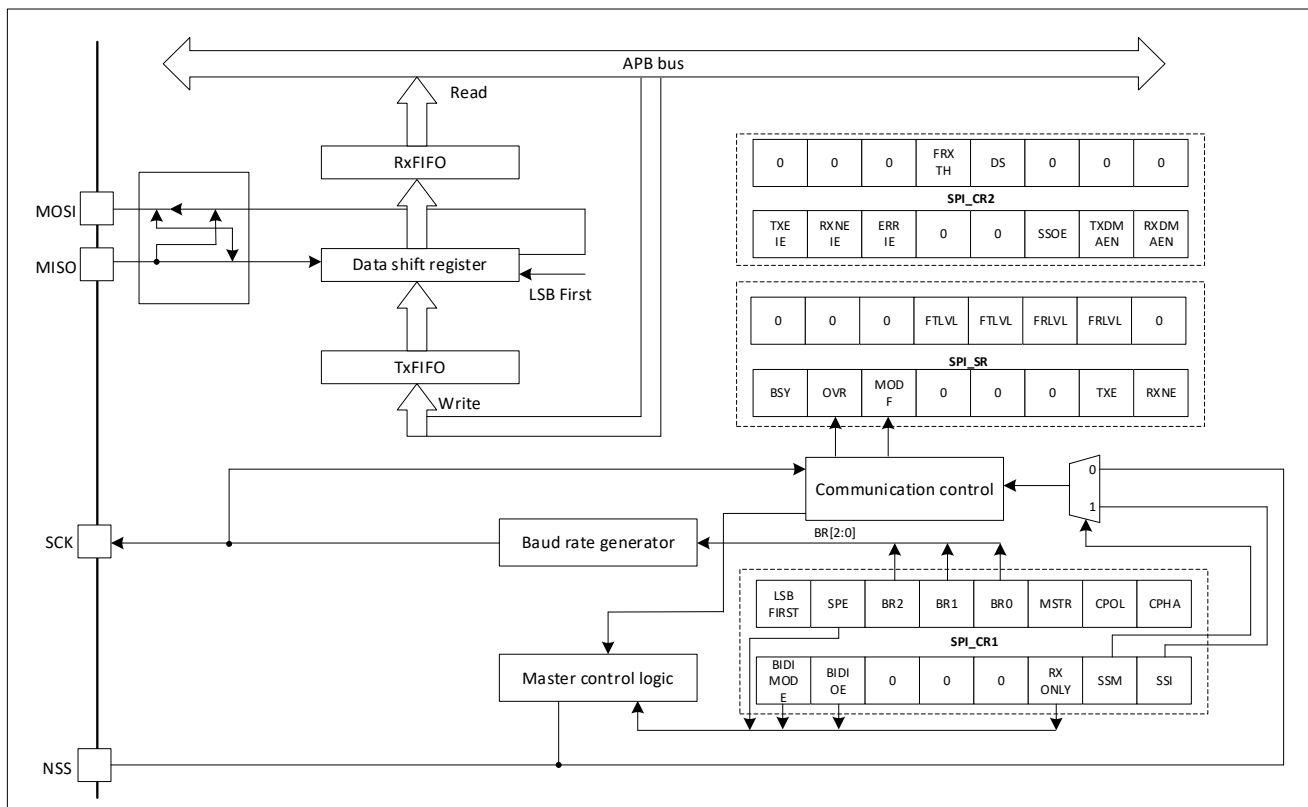 APB bus
Read
RxFIFO
MOSI
MISO
Data shift register
LSB First
TxFIFO
Write
0 0 0 FRX TH DS 0 0 0
SPI_CR2
TXE IE RXNE IE ERR IE 0 0 SSOE TXDM AEN RXDM AEN
0 0 0 FTLVL FTLVL FRLVL FRLVL 0
SPI_SR
BSY OVR MOD F 0 0 0 TXE RXNE
Communication control
0
1
SCK
Baud rate generator
BR[2:0]
LSB FIRST SPE BR2 BR1 BR0 MSTR CPOL CPHA
SPI_CR1
BIDI MOD E BIDI OE 0 0 0 RX ONLY SSM SSI
Master control logic
NSS